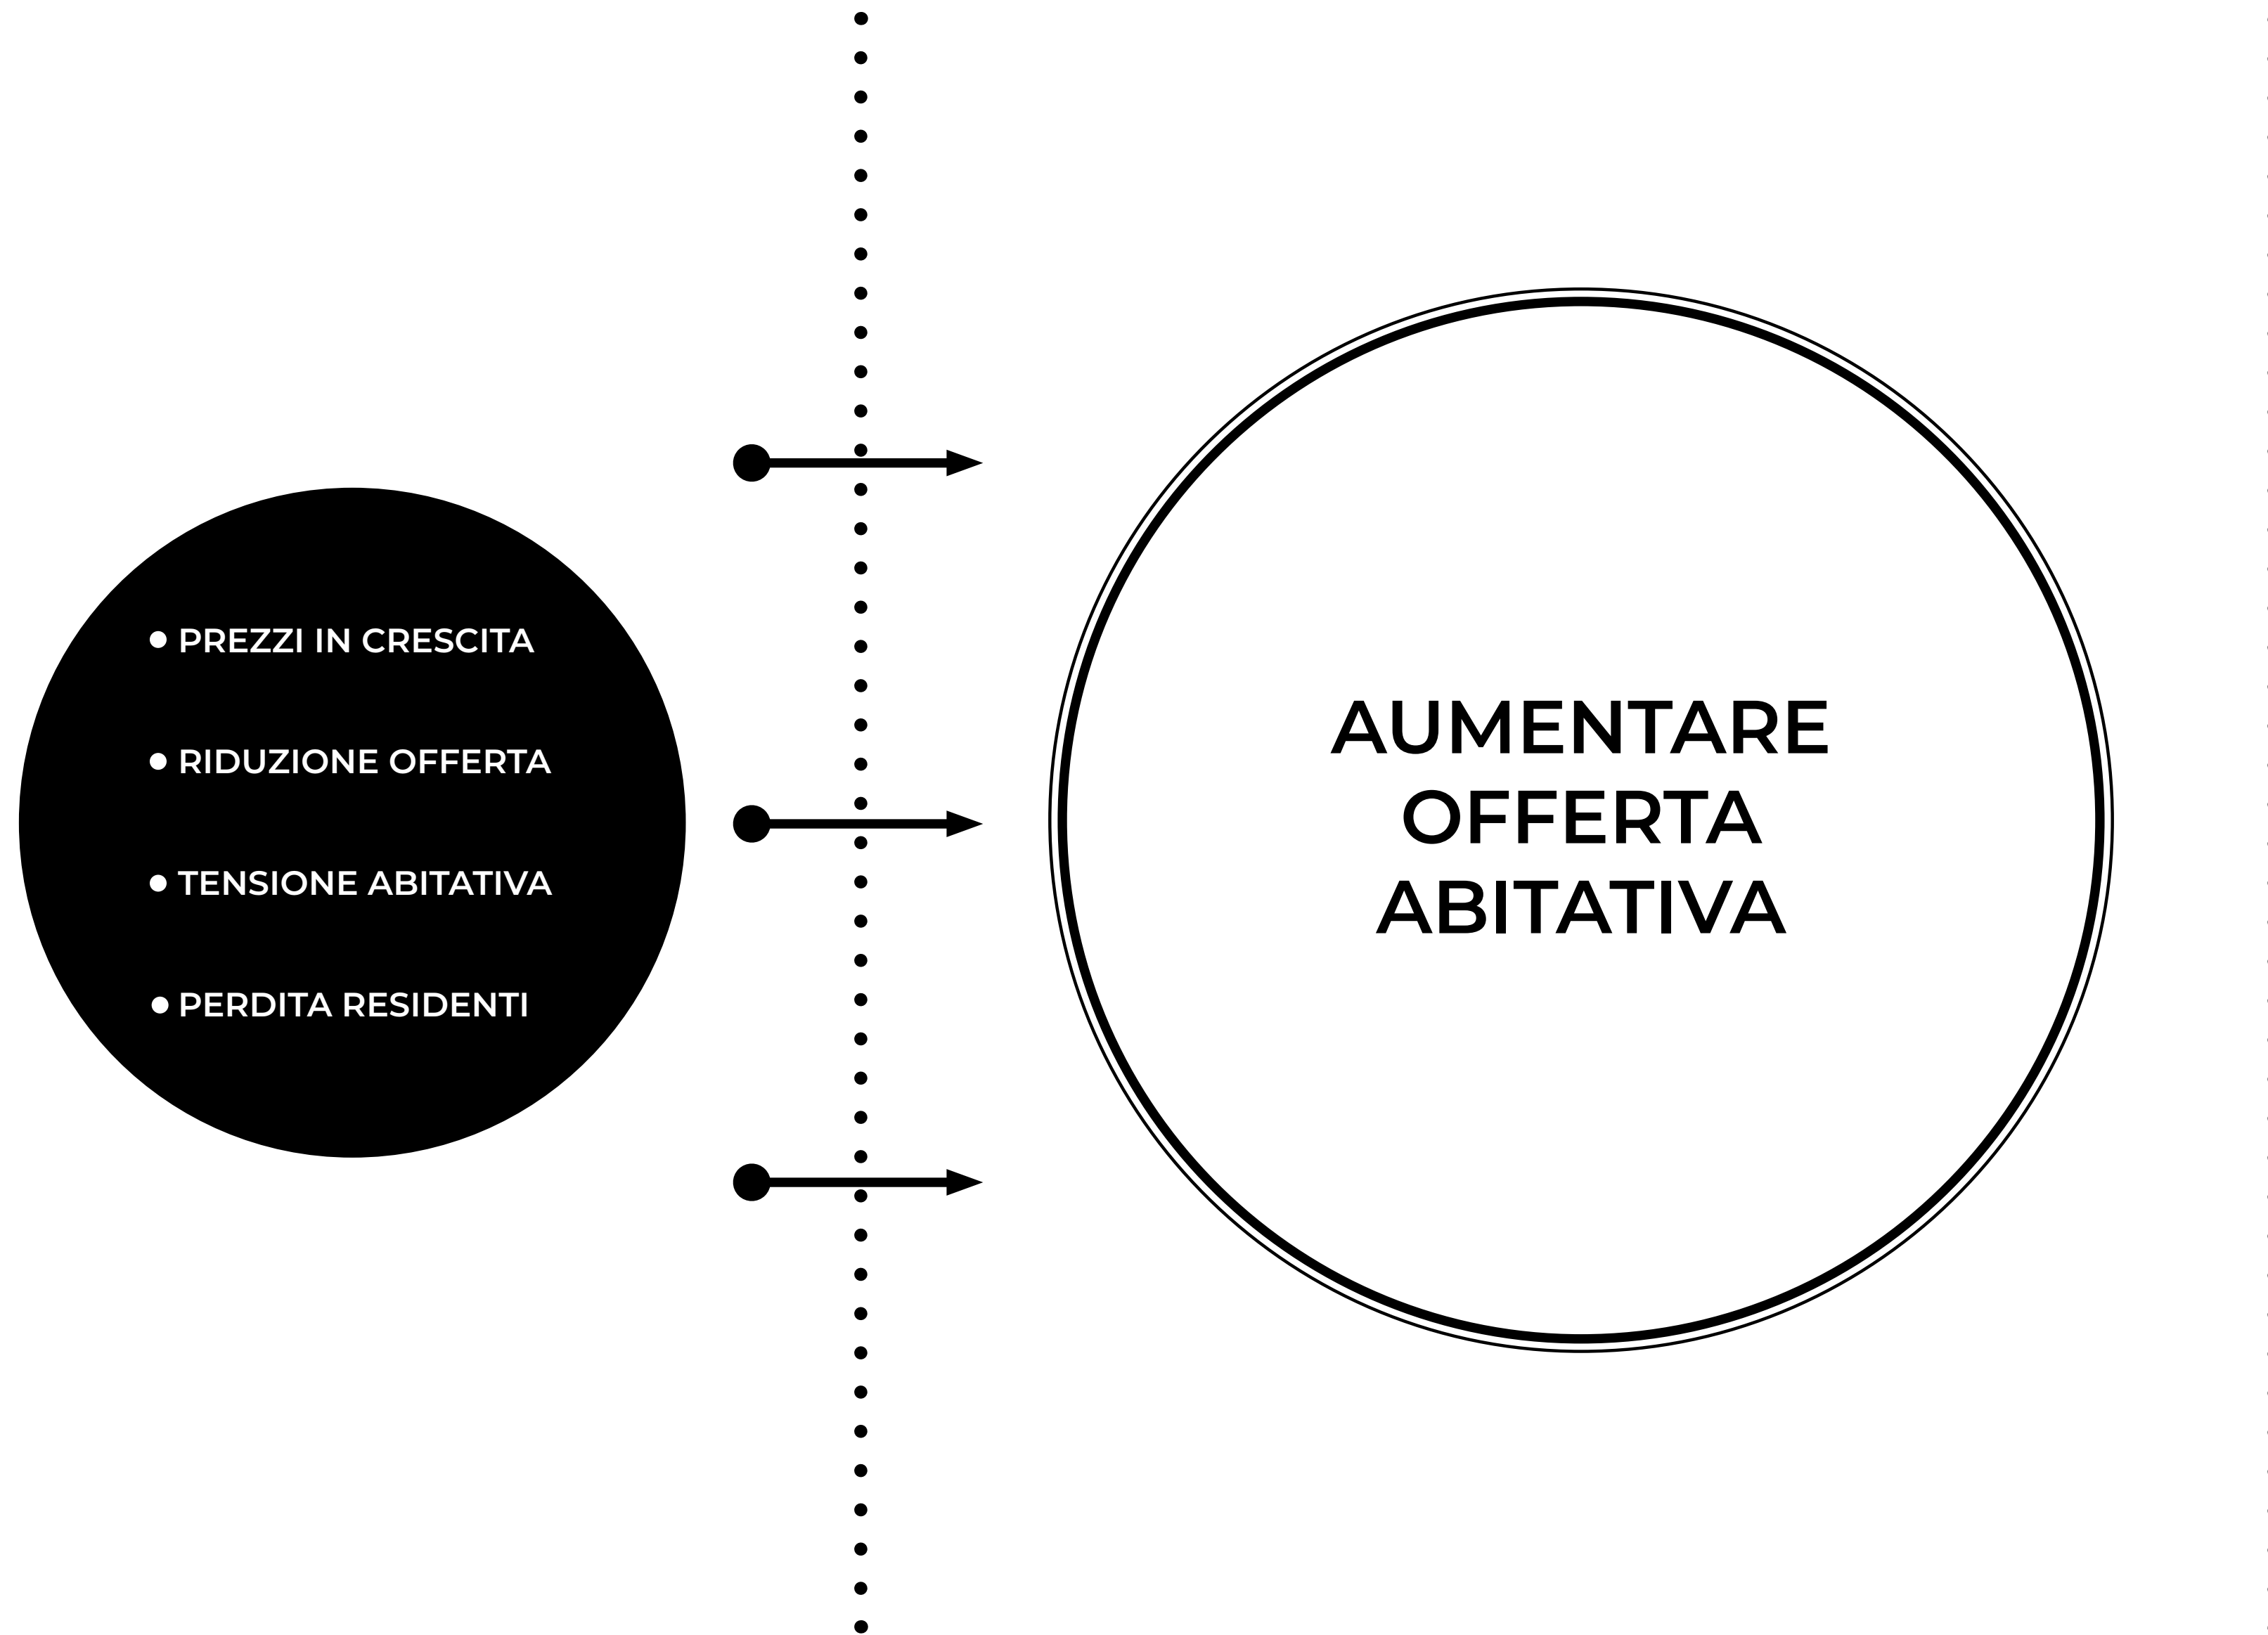 • PREZZI IN CRESCITA
• RIDUZIONE OFFERTA
• TENSIONE ABITATIVA
• PERDITA RESIDENTI
AUMENTARE
OFFERTA
ABITATIVA